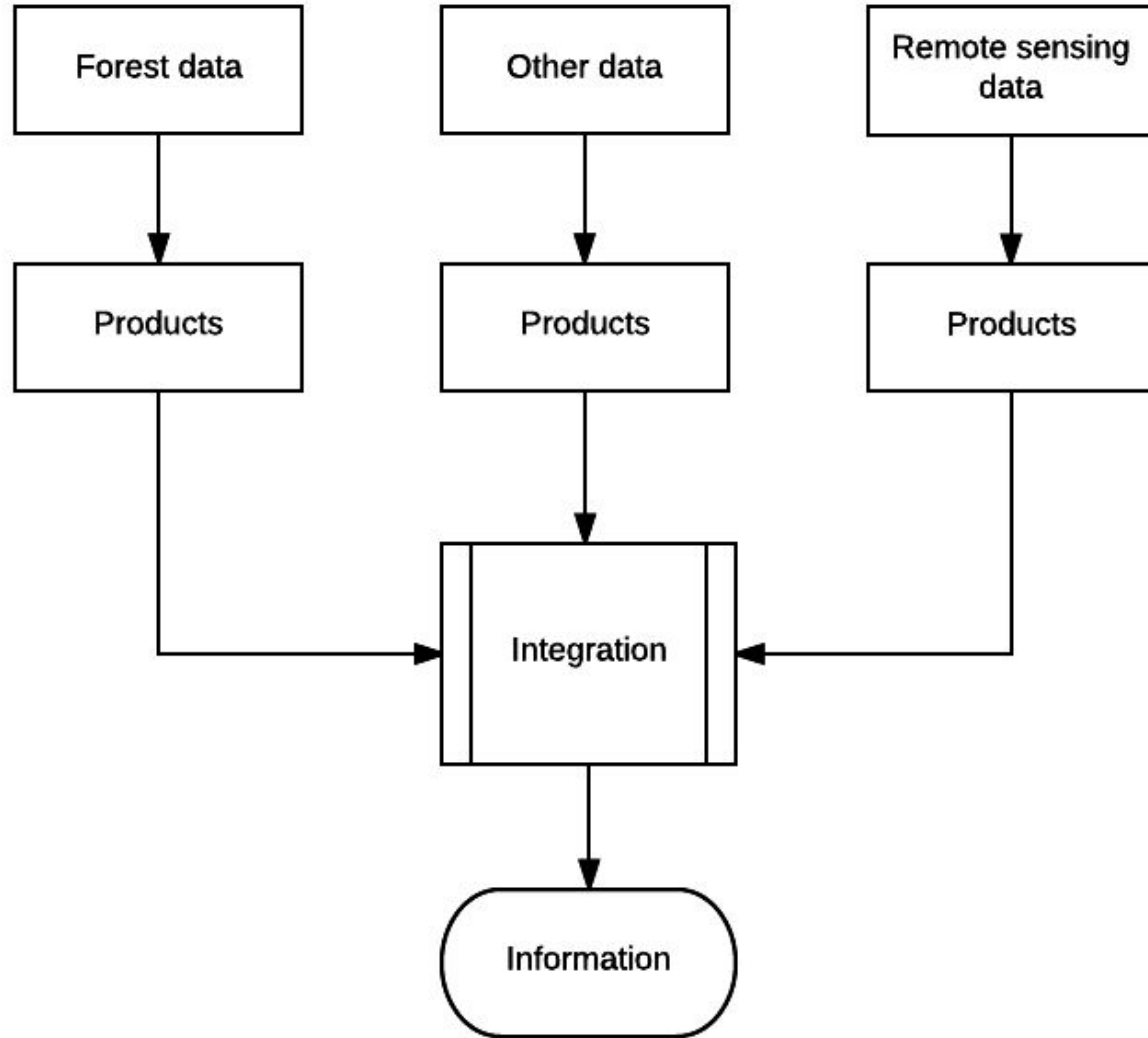 Forest data
Other data
Remote sensing
data
Products
Products
Products
Integration
Information